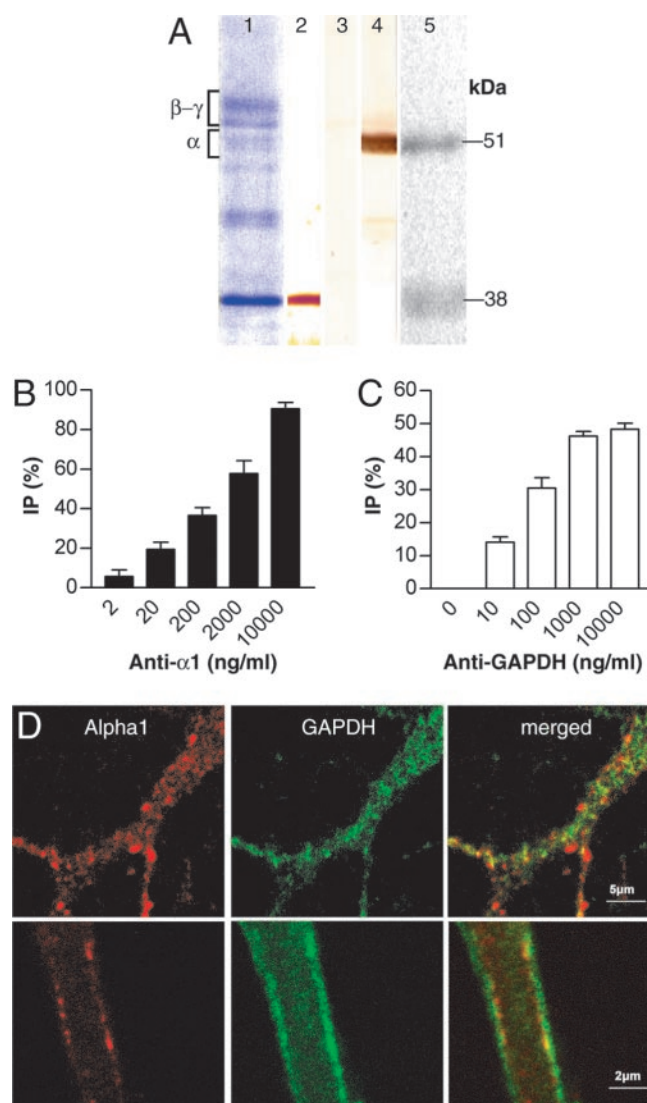 A
1 2 3 4 5
kDa
β–γ
α
51
38
B
IP (%)
100
80
60
40
20
0
2 20 200 2000 10000
Anti-α1 (ng/ml)
C
IP (%)
60
50
40
30
20
10
0
0 10 100 1000 10000
Anti-GAPDH (ng/ml)
D
Alpha1
GAPDH
merged
5µm
2µm